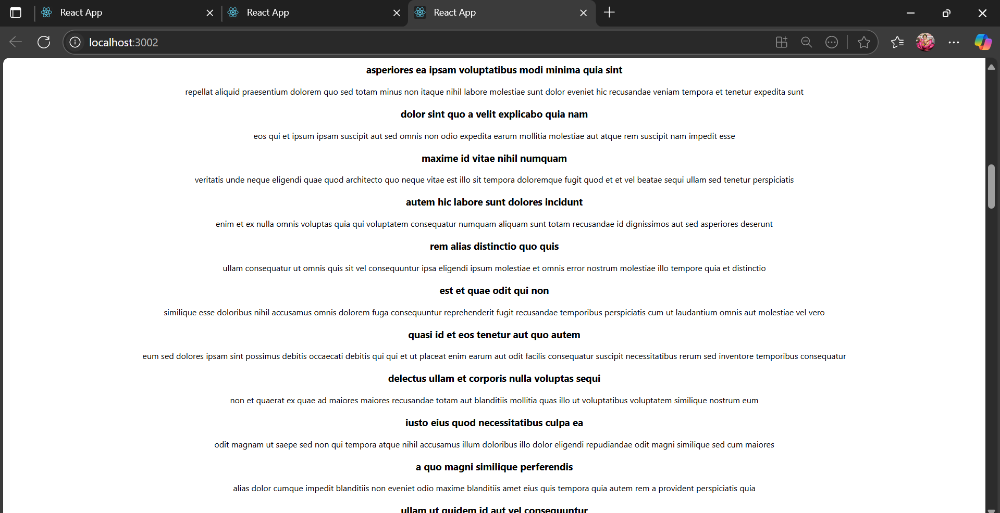 React App
React App
React App
localhost:3002
asperiores ea ipsam voluptatibus modi minima quia sint
repellat aliquid praesentium dolorem quo sed totam minus non itaque nihil labore molestiae sunt dolor eveniet hic recusandae veniam tempora et tenetur expedita sunt
dolor sint quo a velit explicabo quia nam
eos qui et ipsum ipsam suscipit aut sed omnis non odio expedita earum mollitia molestiae aut atque rem suscipit nam impedit esse
maxime id vitae nihil numquam
veritatis unde neque eligendi quae quod architecto quo neque vitae est illo sit tempora doloremque fugit quod et et vel beatae sequi ullam sed tenetur perspiciatis
autem hic labore sunt dolores incidunt
enim et ex nulla omnis voluptas quia qui voluptatem consequatur numquam aliquam sunt totam recusandae id dignissimos aut sed asperiores deserunt
rem alias distinctio quo quis
ullam consequatur ut omnis quis sit vel consequuntur ipsa eligendi ipsum molestiae et omnis error nostrum molestiae illo tempore quia et distinctio
est et quae odit qui non
similique esse doloribus nihil accusamus omnis dolorem fuga consequuntur reprehenderit fugit recusandae temporibus perspiciatis cum ut laudantium omnis aut molestiae vel vero
quasi id et eos tenetur aut quo autem
eum sed dolores ipsam sint possimus debitis occaecati debitis qui qui et ut placeat enim earum aut odit facilis consequatur suscipit necessitatibus rerum sed inventore temporibus consequatur
delectus ullam et corporis nulla voluptas sequi
non et quaerat ex quae ad maiores maiores recusandae totam aut blanditiis mollitia quas illo ut voluptatibus voluptatem similique nostrum eum
iusto eius quod necessitatibus culpa ea
odit magnam ut saepe sed non qui tempora atque nihil accusamus illum doloribus illo dolor eligendi repudiandae odit magni similique sed cum maiores
a quo magni similique perferendis
alias dolor cumque impedit blanditiis non eveniet odio maxime blanditiis amet eius quis tempora quia autem rem a provident perspiciatis quia
ullam ut quidem id aut vel consequuntur